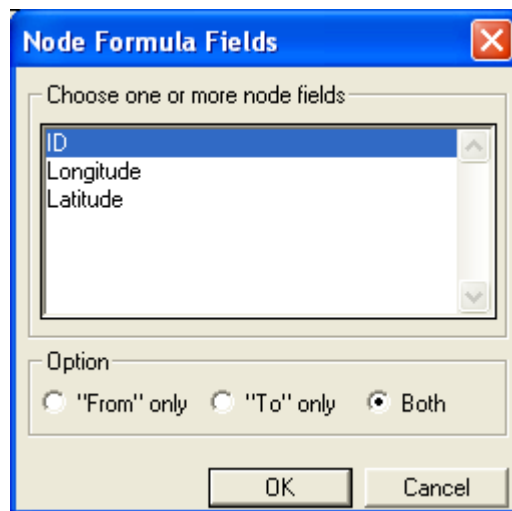 Node Formula Fields
Choose one or more node fields
ID
Longitude
Latitude
Option
"From" only "To" only Both
OK Cancel